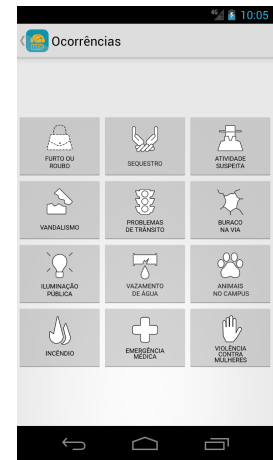 4G 10:05
Ocorrências
FURTO OU
ROUBO
SEQUESTRO
ATIVIDADE
SUSPEITA
VANDALISMO
PROBLEMAS
DE TRÂNSITO
BURACO
NA VIA
ILUMINAÇÃO
PÚBLICA
VAZAMENTO
DE ÁGUA
ANIMAIS
NO CAMPUS
INCÊNDIO
EMERGÊNCIA
MÉDICA
VIOLÊNCIA
CONTRA
MULHERES